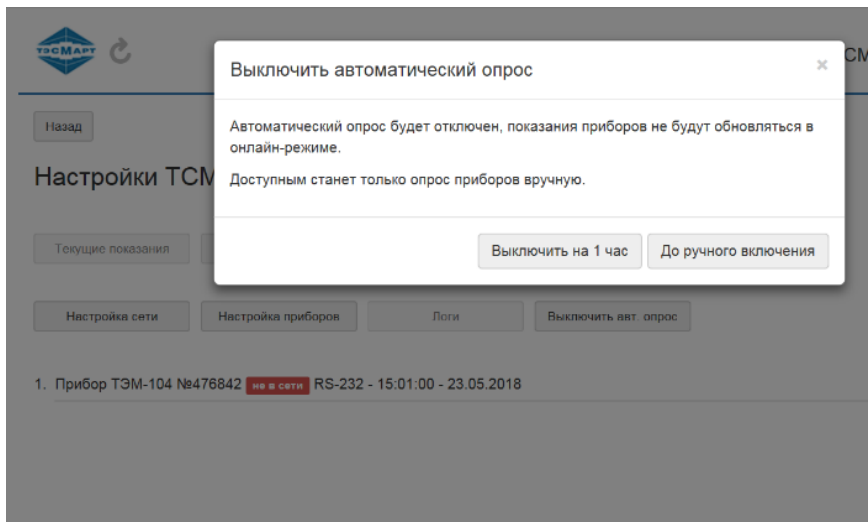 ТЭСМАРТ
Выключить автоматический опрос ×
СМ
Назад
Автоматический опрос будет отключен, показания приборов не будут обновляться в
онлайн-режиме.
Настройки ТСМ
Доступным станет только опрос приборов вручную.
Текущие показания
Выключить на 1 час До ручного включения
Настройка сети Настройка приборов Логи Выключить авт. опрос
1. Прибор ТЭМ-104 №476842 не в сети RS-232 - 15:01:00 - 23.05.2018